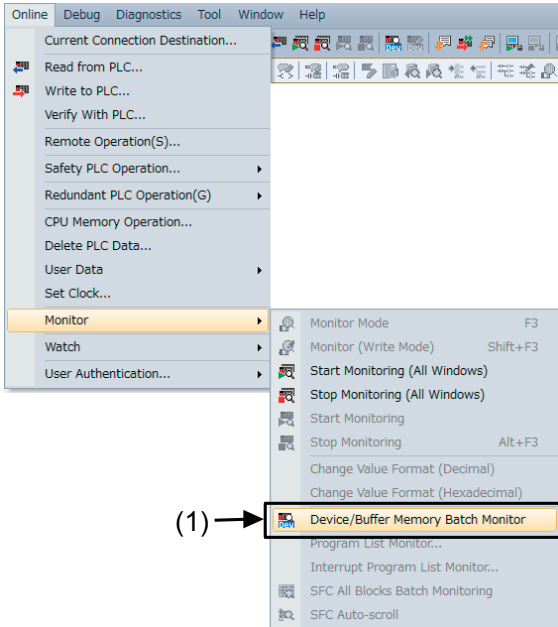 Online Debug Diagnostics Tool Window Help
Current Connection Destination...
Read from PLC...
Write to PLC...
Verify With PLC...
Remote Operation(S)...
Safety PLC Operation...
Redundant PLC Operation(G)
CPU Memory Operation...
Delete PLC Data...
User Data
Set Clock...
Monitor
Watch
User Authentication...
Monitor Mode F3
Monitor (Write Mode) Shift+F3
Start Monitoring (All Windows)
Stop Monitoring (All Windows)
Start Monitoring
Stop Monitoring Alt+F3
Change Value Format (Decimal)
Change Value Format (Hexadecimal)
(1)
Dev Device/Buffer Memory Batch Monitor
Program List Monitor...
Interrupt Program List Monitor...
SFC All Blocks Batch Monitoring
SFC Auto-scroll